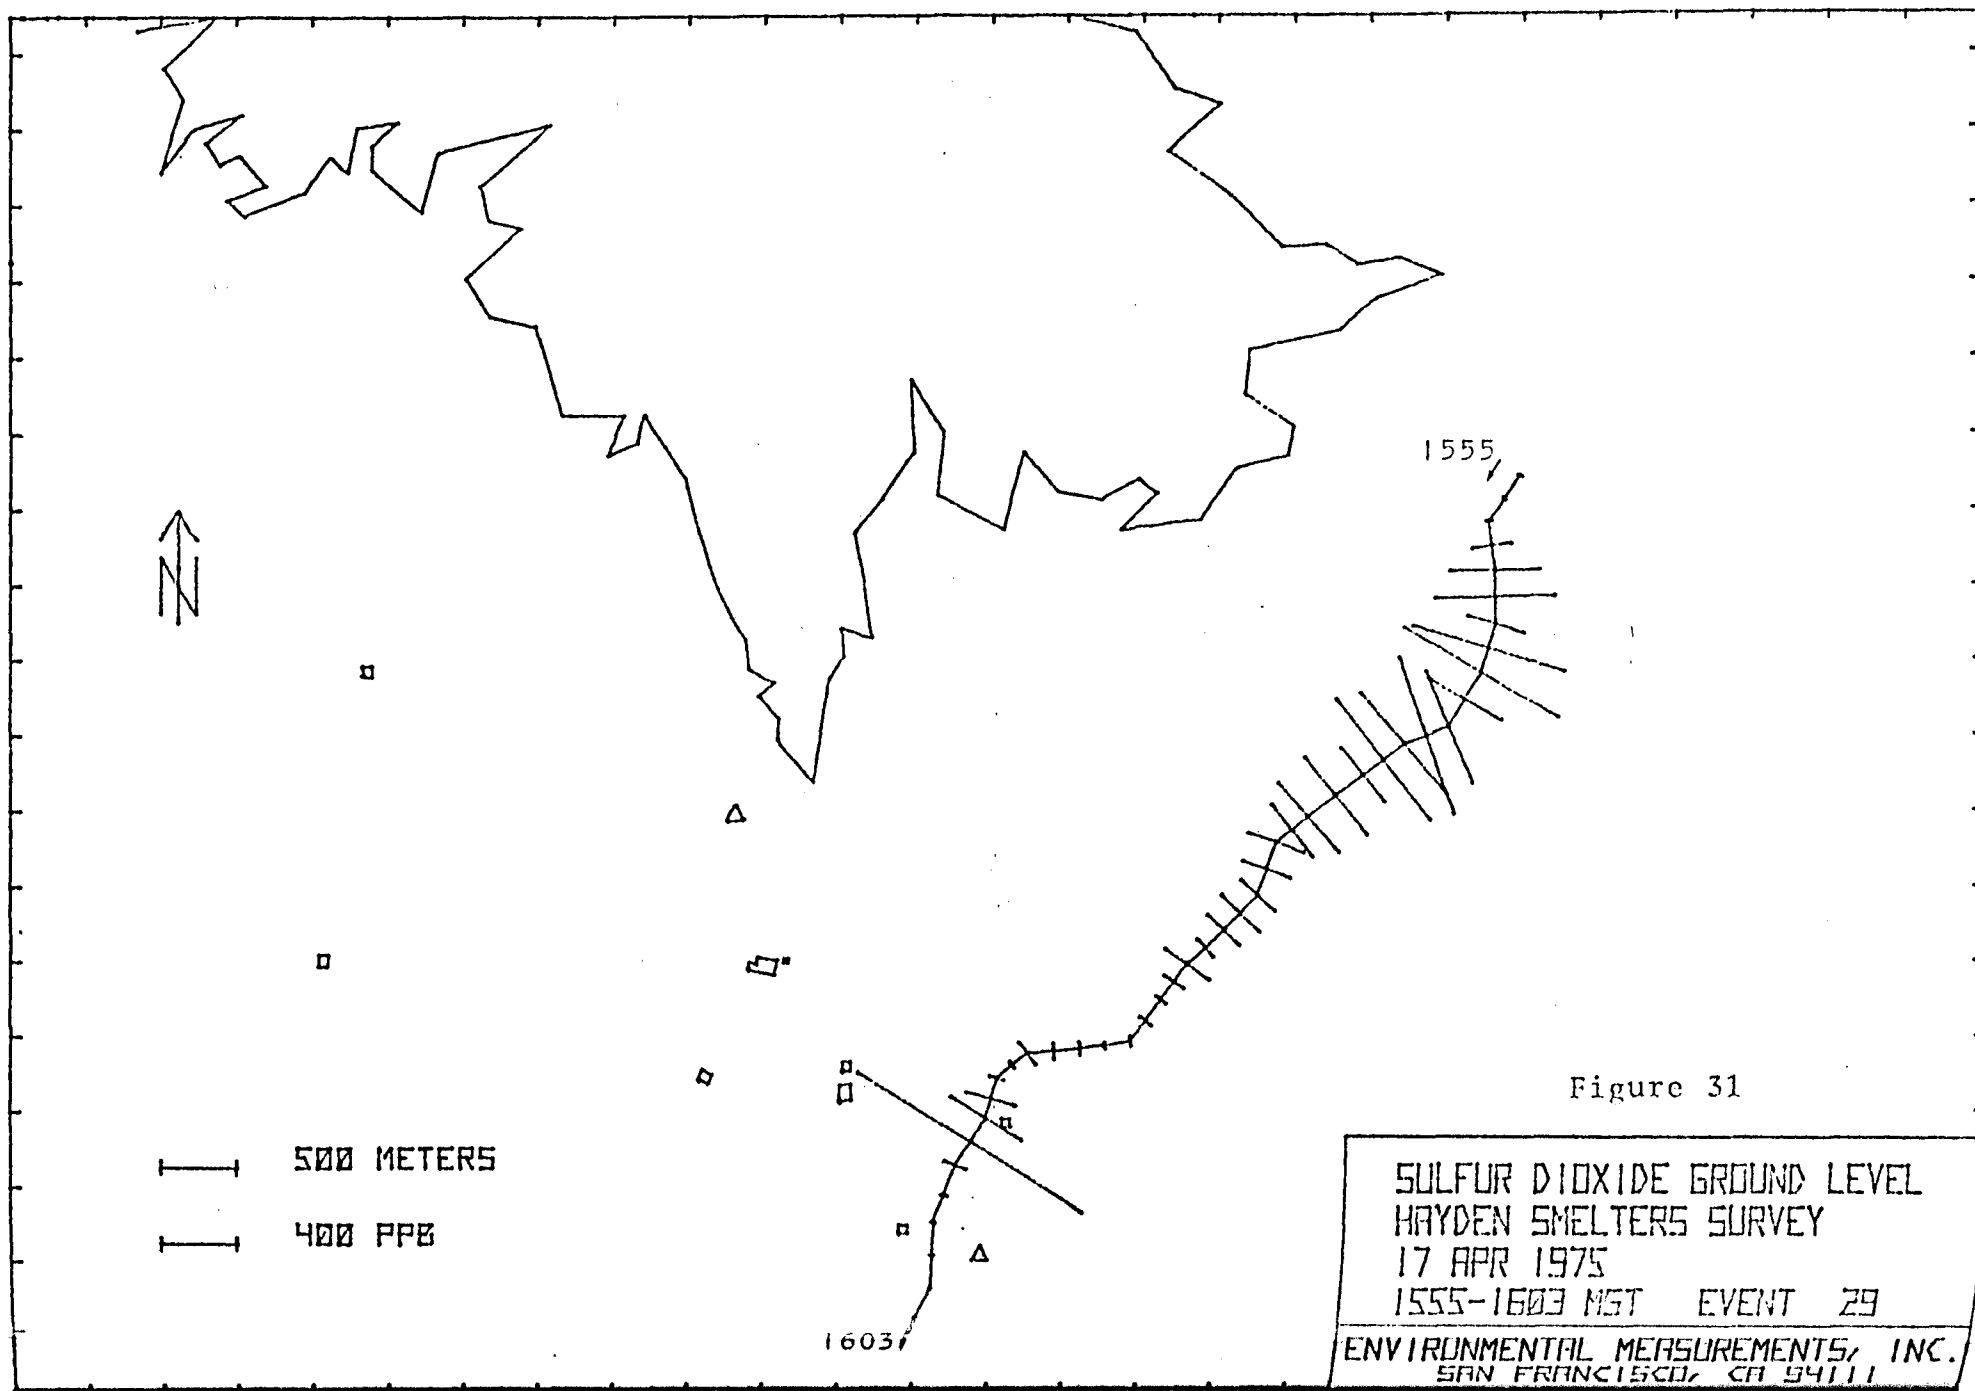 1555
N
Figure 31
500 METERS
400 PPB
SULFUR DIOXIDE GROUND LEVEL
HAYDEN SMELTERS SURVEY
17 APR 1975
1555-1603 MST EVENT 29
1603
ENVIRONMENTAL MEASUREMENTS, INC.
SAN FRANCISCO, CA 94111